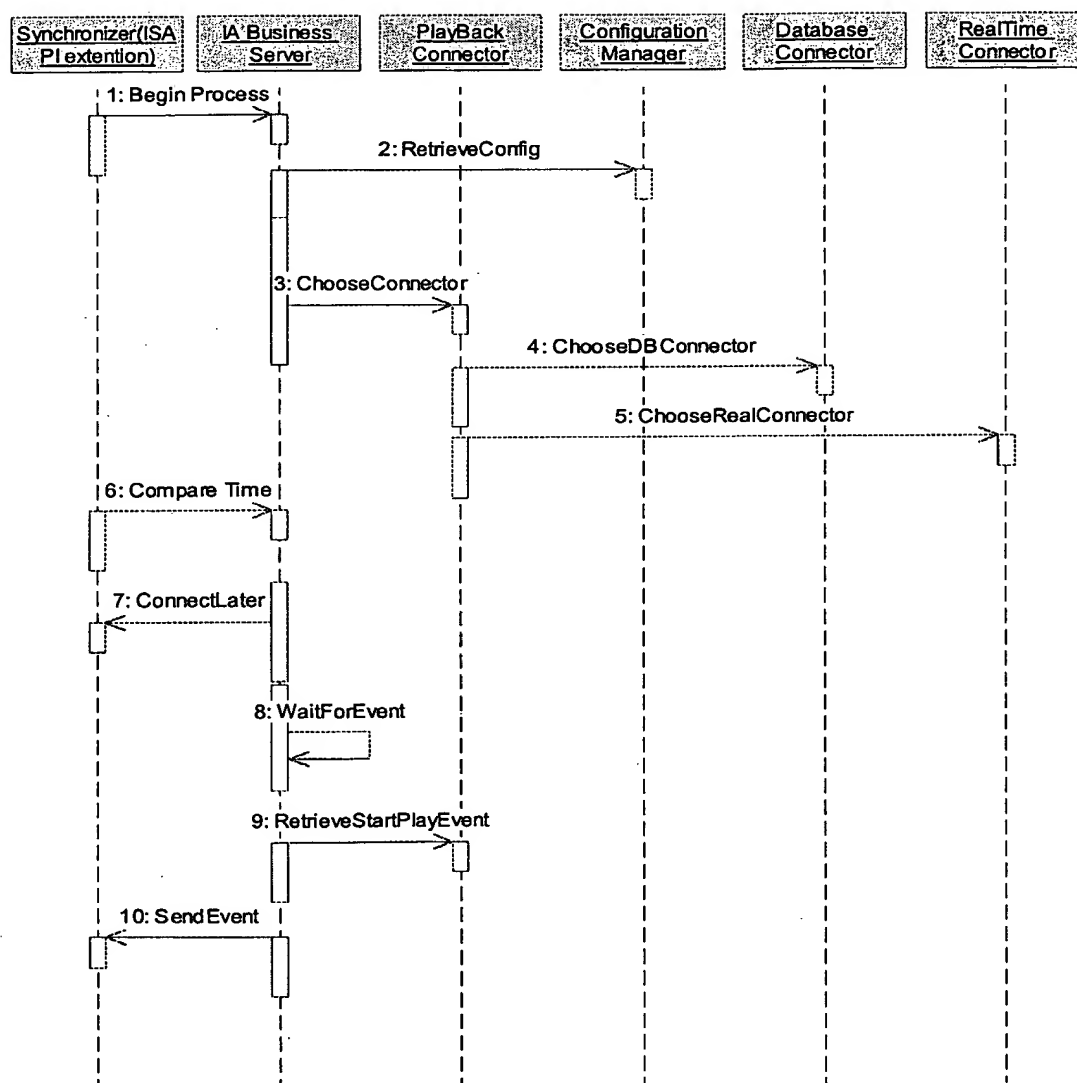 Synchronizer(ISA
PI extention)
IA Business
Server
PlayBack
Connector
Configuration
Manager
Database
Connector
RealTime
Connector
1: Begin Process
2: RetrieveConfig
3: ChooseConnector
4: ChooseDBConnector
5: ChooseRealConnector
6: Compare Time
7: ConnectLater
8: WaitForEvent
9: RetrieveStartPlayEvent
10: SendEvent